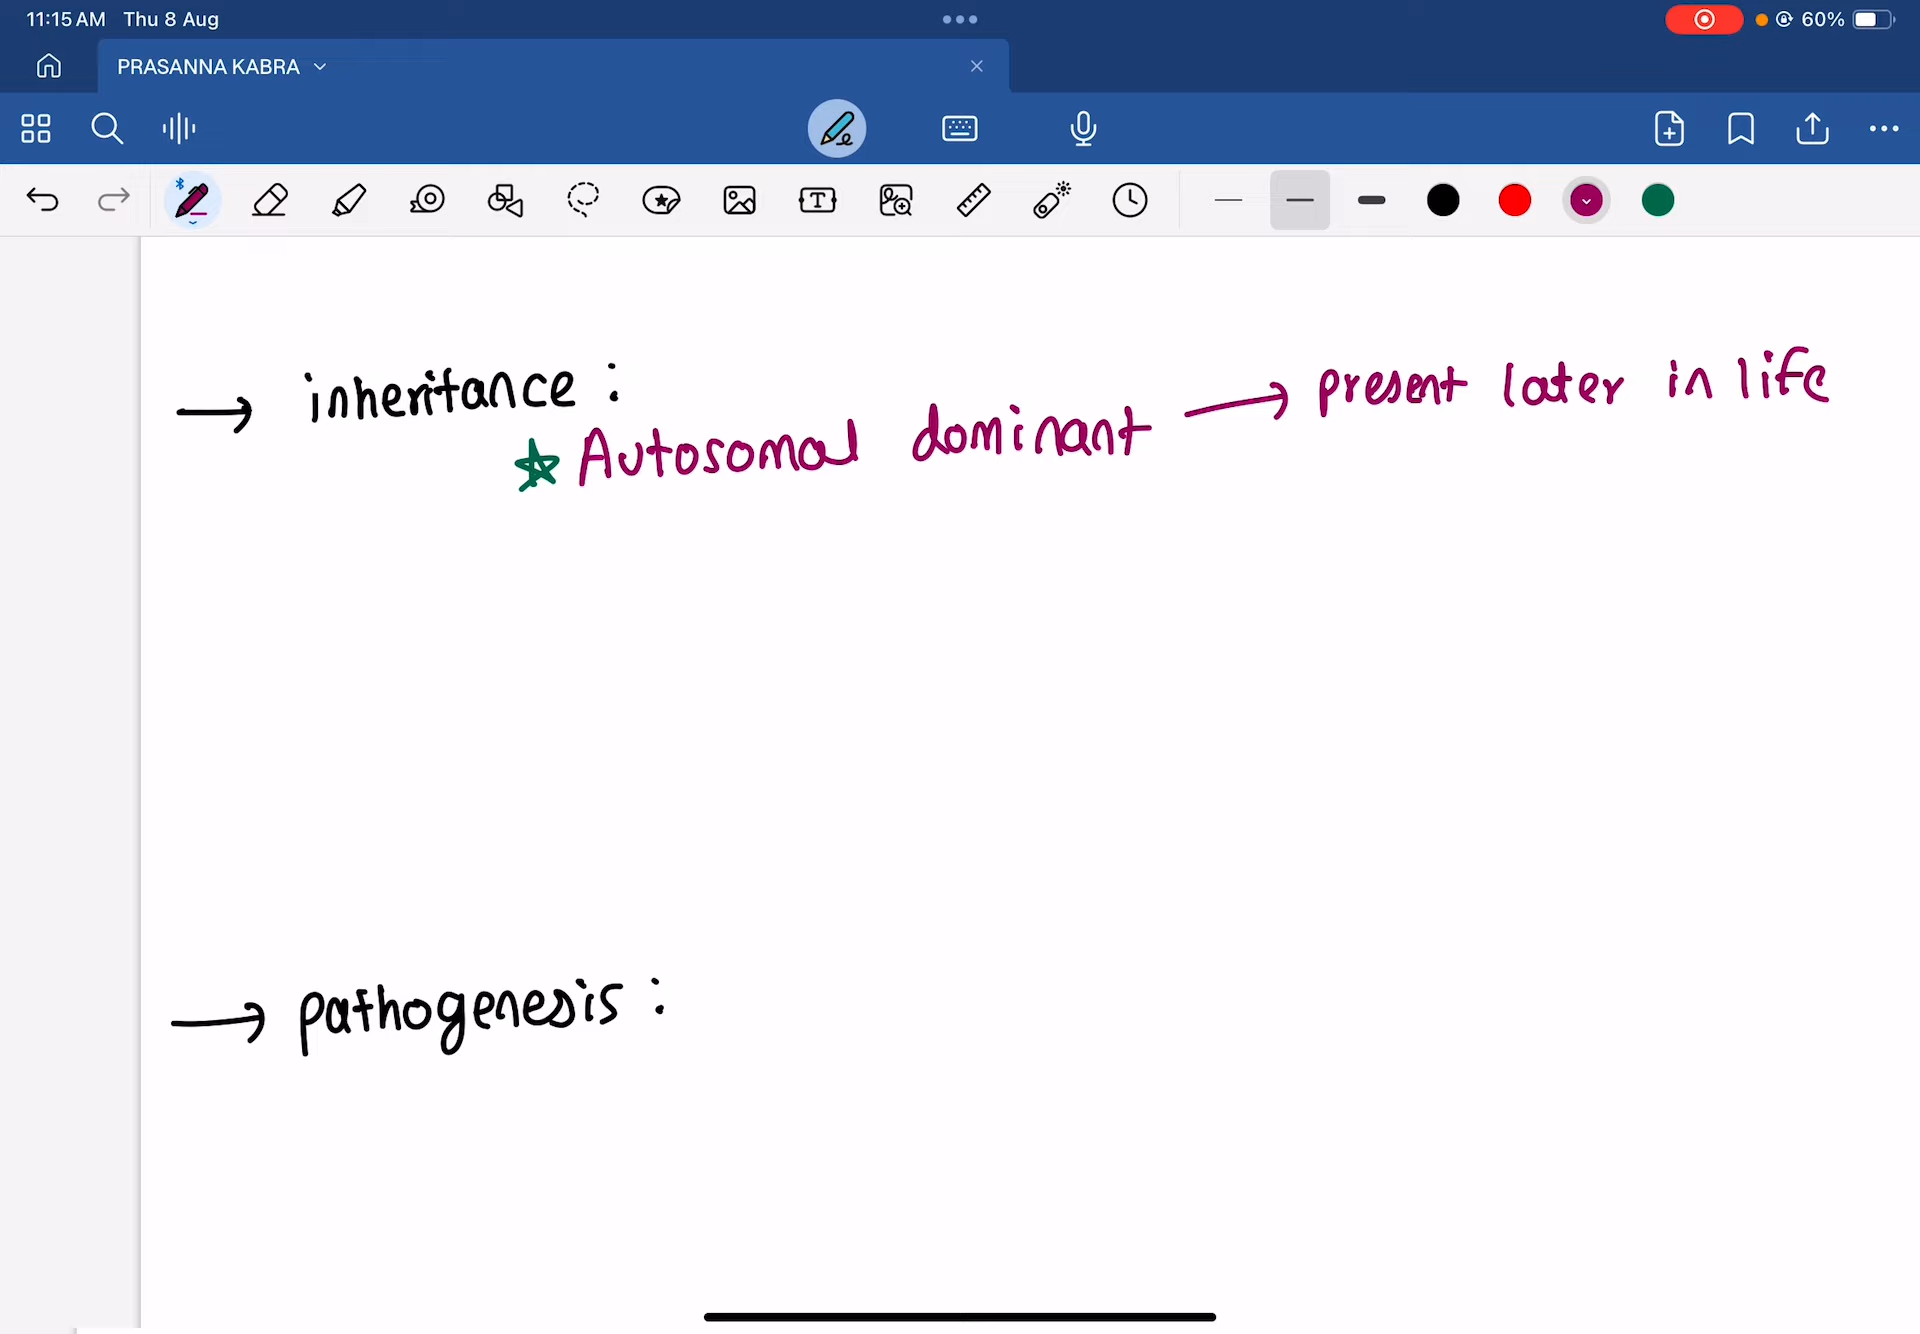 11:15 AM Thu 8 Aug
60%
PRASANNA KABRA
→ inheritance :
☆ Autosomal dominant → present later in life
→ pathogenesis :